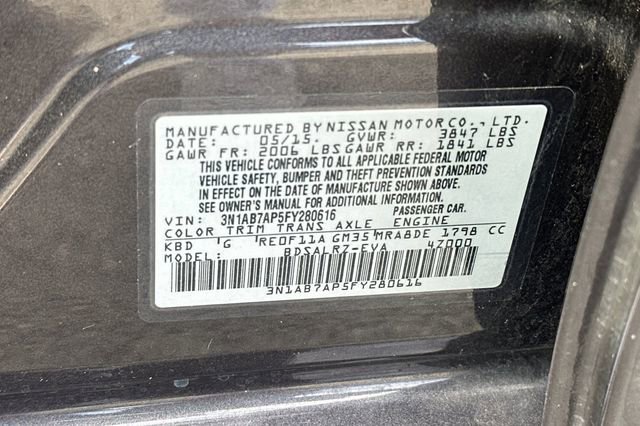 MANUFACTURED BY NISSAN MOTOR CO., LTD.
DATE: 05/15 GVWR: 3847 LBS
GAWR FR: 2006 LBS GAWR RR: 1841 LBS
THIS VEHICLE CONFORMS TO ALL APPLICABLE FEDERAL MOTOR
VEHICLE SAFETY, BUMPER AND THEFT PREVENTION STANDARDS
IN EFFECT ON THE DATE OF MANUFACTURE SHOWN ABOVE.
SEE OWNER'S MANUAL FOR ADDITIONAL INFORMATION.
VIN: 3N1AB7AP5FY280616 PASSENGER CAR.
COLOR TRIM TRANS AXLE ENGINE
KBD 'G 'RE0F11A GM35'MRA8DE 1798 CC
MODEL: BDSALRZ-EVA 4Z000
3N1AB7AP5FY280616